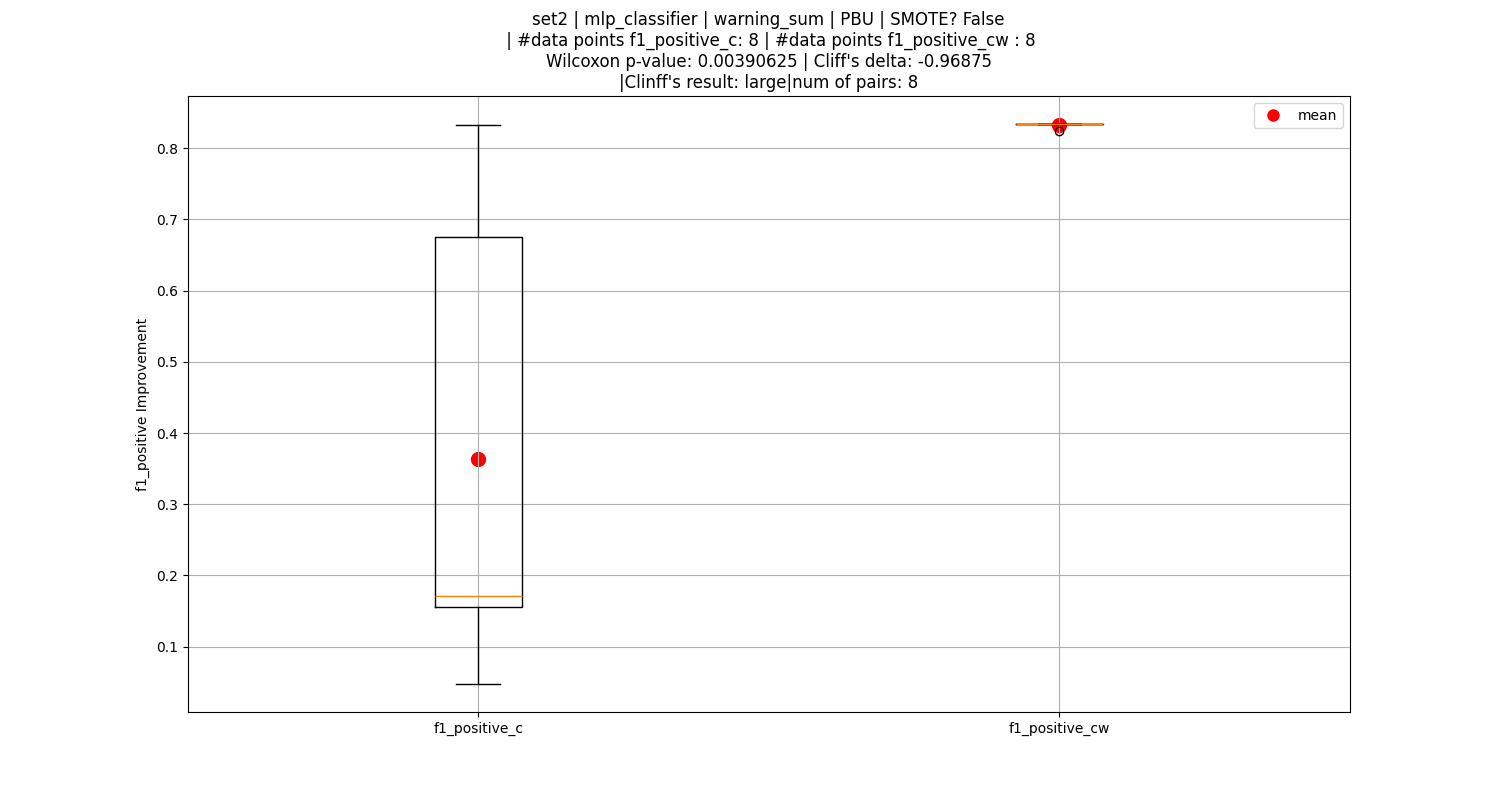 set2 | mlp_classifier | warning_sum | PBU | SMOTE? False
| #data points f1_positive_c: 8 | #data points f1_positive_cw : 8
Wilcoxon p-value: 0.00390625 | Cliff's delta: -0.96875
|Clinff's result: large|num of pairs: 8
mean
0.8
0.7
0.6
0.5
0.4
0.3
0.2
0.1
f1_positive Improvement
f1_positive_c
f1_positive_cw